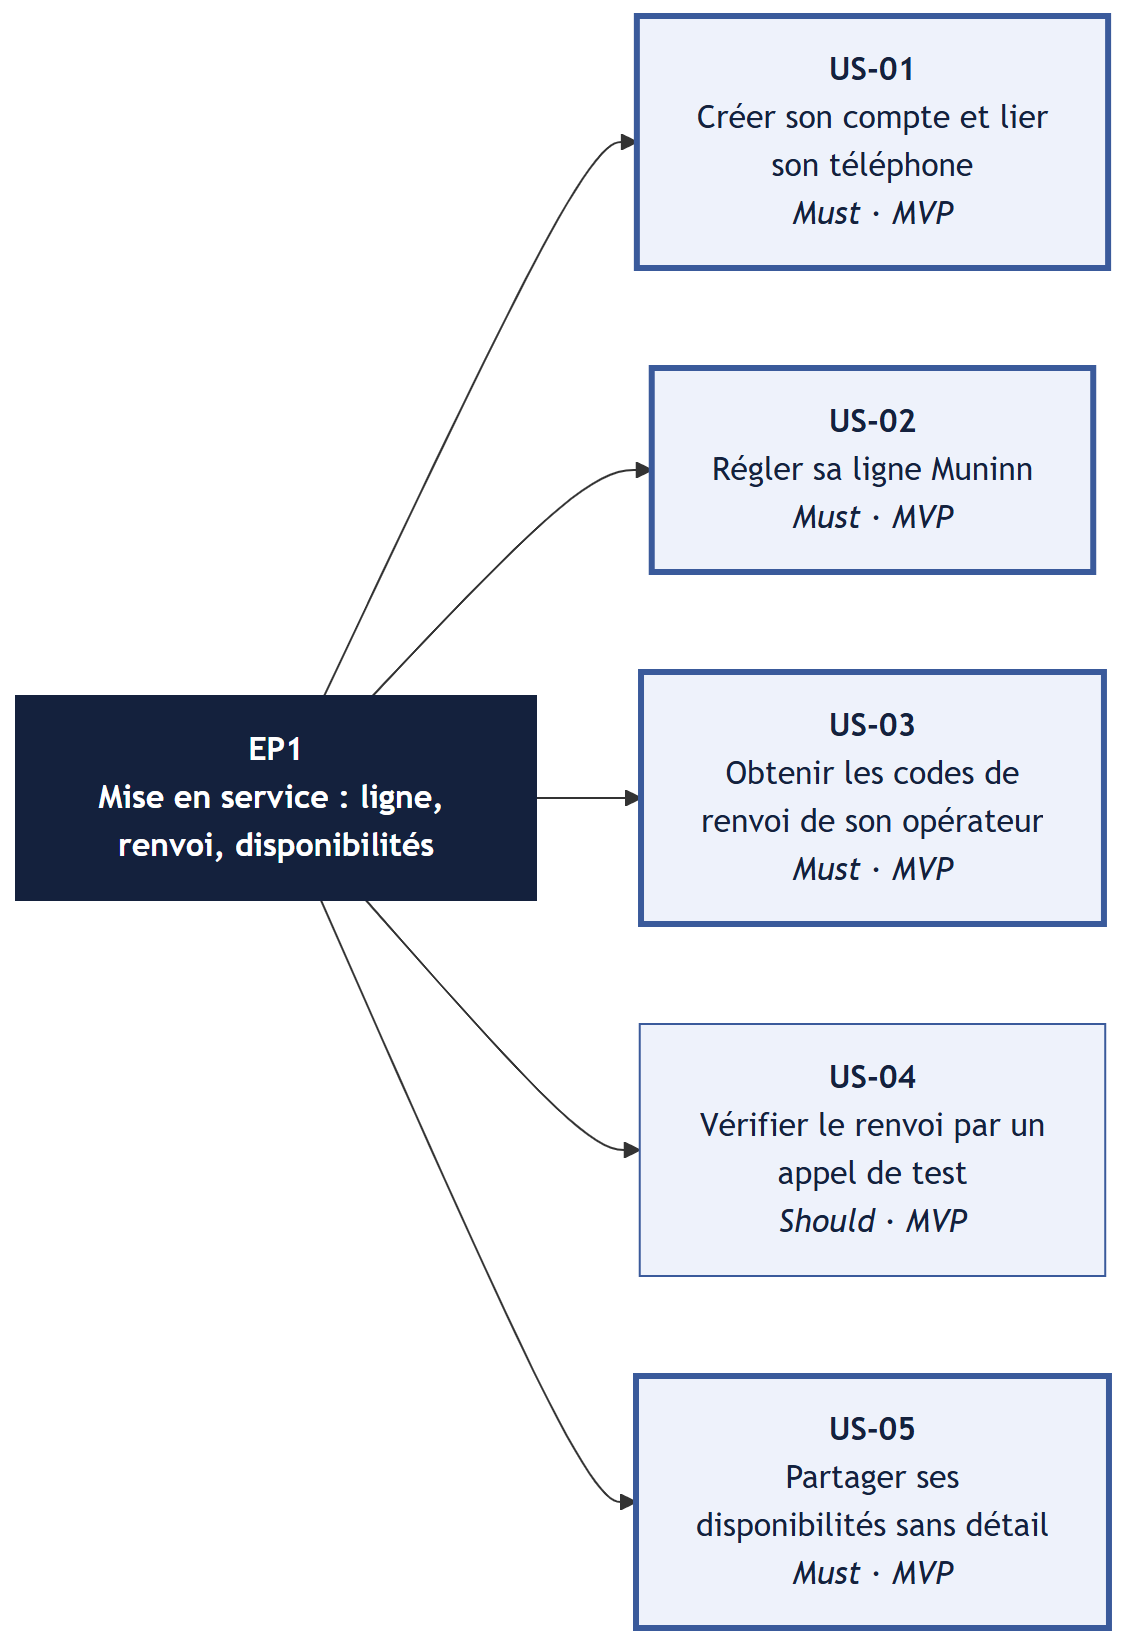 US-01
Créer son compte et lier
son téléphone
Must · MVP
US-02
Régler sa ligne Muninn
Must · MVP
EP1
Mise en service : ligne,
renvoi, disponibilités
US-03
Obtenir les codes de
renvoi de son opérateur
Must · MVP
US-04
Vérifier le renvoi par un
appel de test
Should · MVP
US-05
Partager ses
disponibilités sans détail
Must · MVP